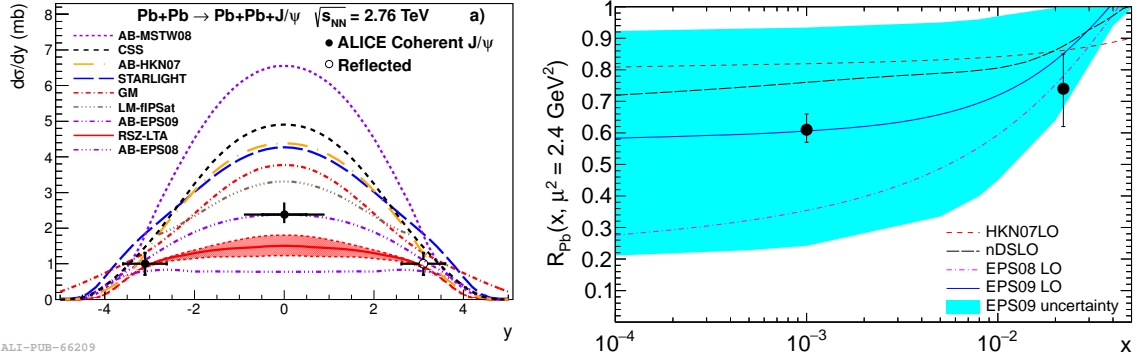 Pb+Pb → Pb+Pb+J/ψ √sNN = 2.76 TeV a)
dσ/dy (mb)
AB-MSTW08
CSS
AB-HKN07
STARLIGHT
GM
LM-fIPSat
AB-EPS09
RSZ-LTA
AB-EPS08
ALICE Coherent J/ψ
Reflected
8
7
6
5
4
3
2
1
0
-4 -2 0 2 4
y
ALI-PUB-66209
R_Pb(x, μ² = 2.4 GeV²)
1
0.9
0.8
0.7
0.6
0.5
0.4
0.3
0.2
0.1
HKN07LO
nDSLO
EPS08 LO
EPS09 LO
EPS09 uncertainty
10⁻⁴ 10⁻³ 10⁻² x